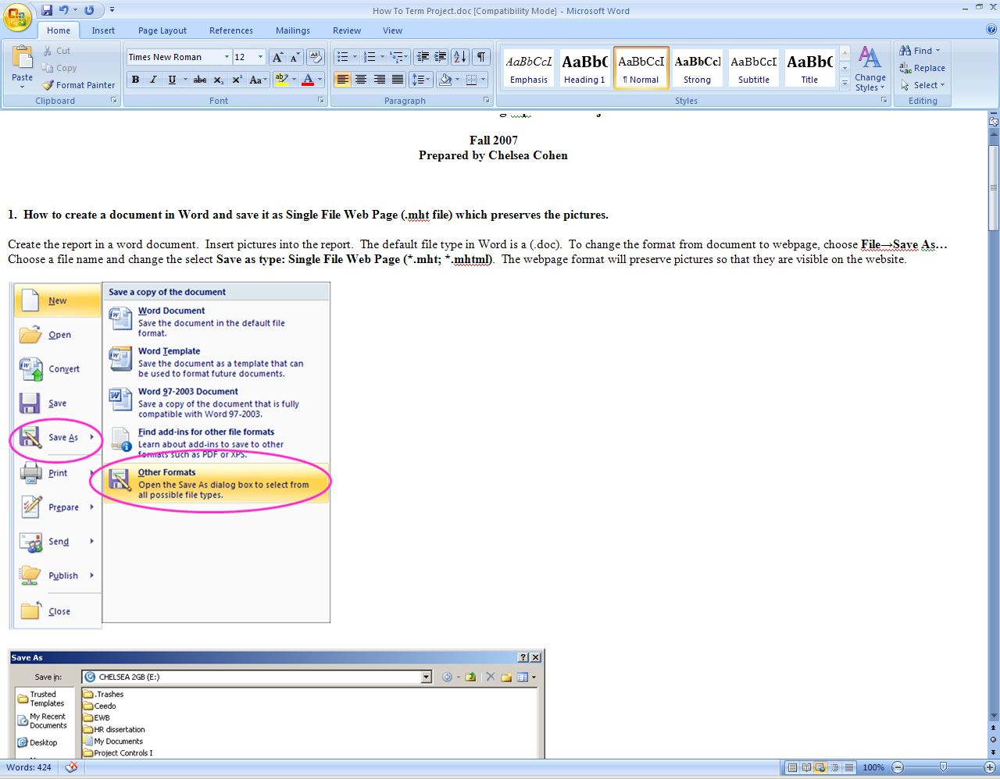 How To Term Project.doc [Compatibility Mode] - Microsoft Word
Home Insert Page Layout References Mailings Review View
Paste
Cut
Copy
Format Painter
Clipboard
Times New Roman 12
B I U abc x₂ x² Aa
ab A
Font
Paragraph
AaBbCcI AaBbC AaBbCcI AaBbCcI AaBbCcI AaBbC
Emphasis Heading 1 ¶ Normal Strong Subtitle Title
Change Styles
Styles
Find
Replace
Select
Editing
Fall 2007
Prepared by Chelsea Cohen
1. How to create a document in Word and save it as Single File Web Page (.mht file) which preserves the pictures.
Create the report in a word document. Insert pictures into the report. The default file type in Word is a (.doc). To change the format from document to webpage, choose File→Save As…
Choose a file name and change the select Save as type: Single File Web Page (*.mht; *.mhtml). The webpage format will preserve pictures so that they are visible on the website.
New
Open
Convert
Save
Save As
Print
Prepare
Send
Publish
Close
Save a copy of the document
Word Document
Save the document in the default file
format.
Word Template
Save the document as a template that can
be used to format future documents.
Word 97-2003 Document
Save a copy of the document that is fully
compatible with Word 97-2003.
Find add-ins for other file formats
Learn about add-ins to save to other
formats such as PDF or XPS.
Other Formats
Open the Save As dialog box to select from
all possible file types.
Save As
Save in: CHELSEA 2GB (E:)
Trusted
Templates
My Recent
Documents
Desktop
.Trashes
Ceedo
EWB
HR dissertation
My Documents
Project Controls I
Words: 424
100%